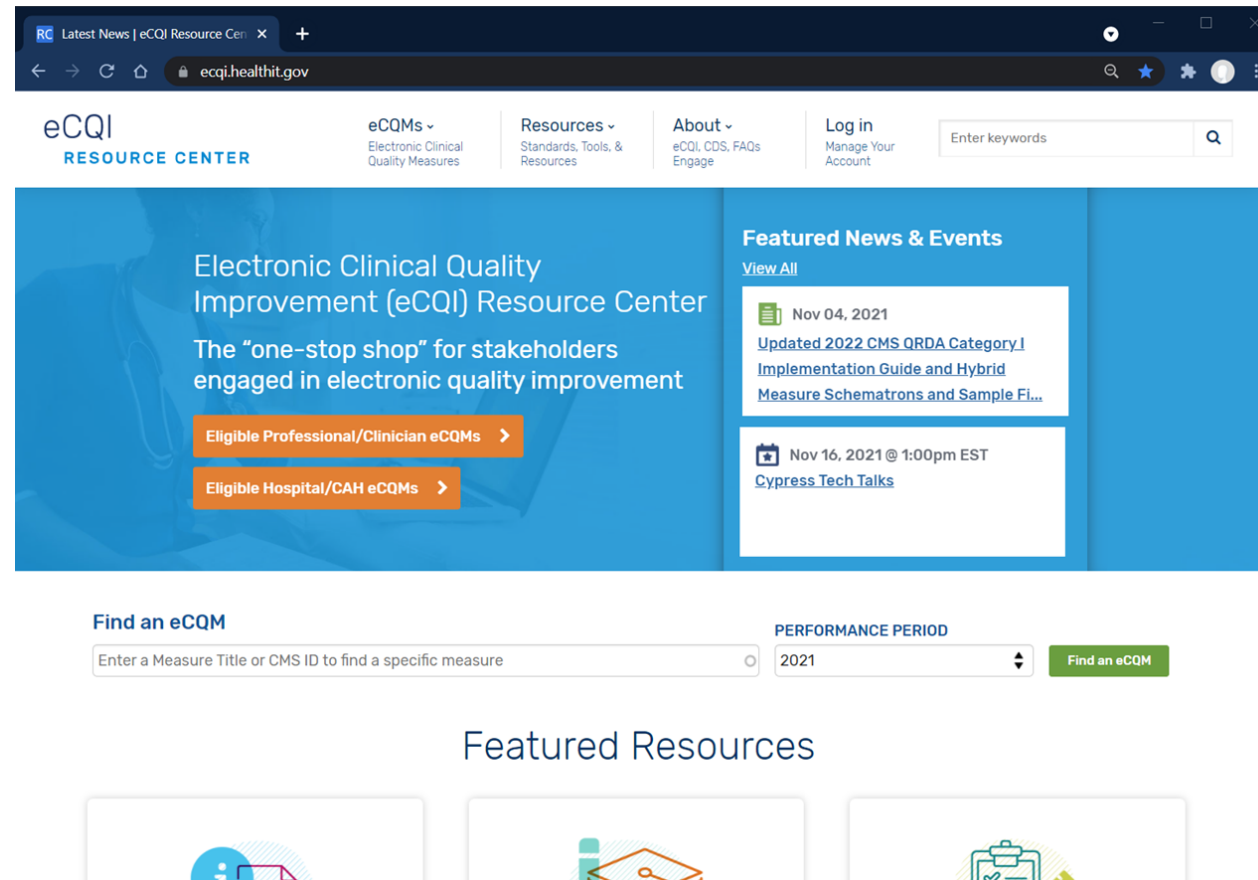 RC Latest News | eCQI Resource Cen
ecqi.healthit.gov
eCQI
RESOURCE CENTER
eCQMs
Electronic Clinical
Quality Measures
Resources
Standards, Tools, &
Resources
About
eCQI, CDS, FAQs
Engage
Log in
Manage Your
Account
Enter keywords
Electronic Clinical Quality
Improvement (eCQI) Resource Center
The “one-stop shop” for stakeholders
engaged in electronic quality improvement
Eligible Professional/Clinician eCQMs
Eligible Hospital/CAH eCQMs
Featured News & Events
View All
Nov 04, 2021
Updated 2022 CMS QRDA Category I
Implementation Guide and Hybrid
Measure Schematrons and Sample Fi...
Nov 16, 2021 @ 1:00pm EST
Cypress Tech Talks
Find an eCQM
Enter a Measure Title or CMS ID to find a specific measure
PERFORMANCE PERIOD
2021
Find an eCQM
Featured Resources